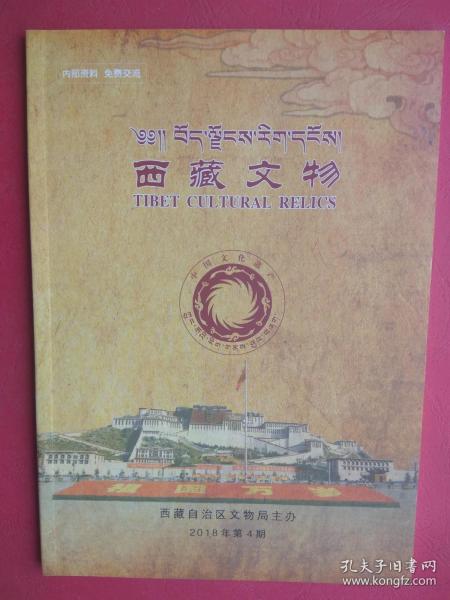 内部资料 免费交流
༄༅།། བོད་ལྗོངས་རིག་དངོས།
西藏文物
TIBET CULTURAL RELICS
中国文化遗产
祖国万岁
西藏自治区文物局主办
2018年第4期
孔夫子旧书网
www.kongfz.com